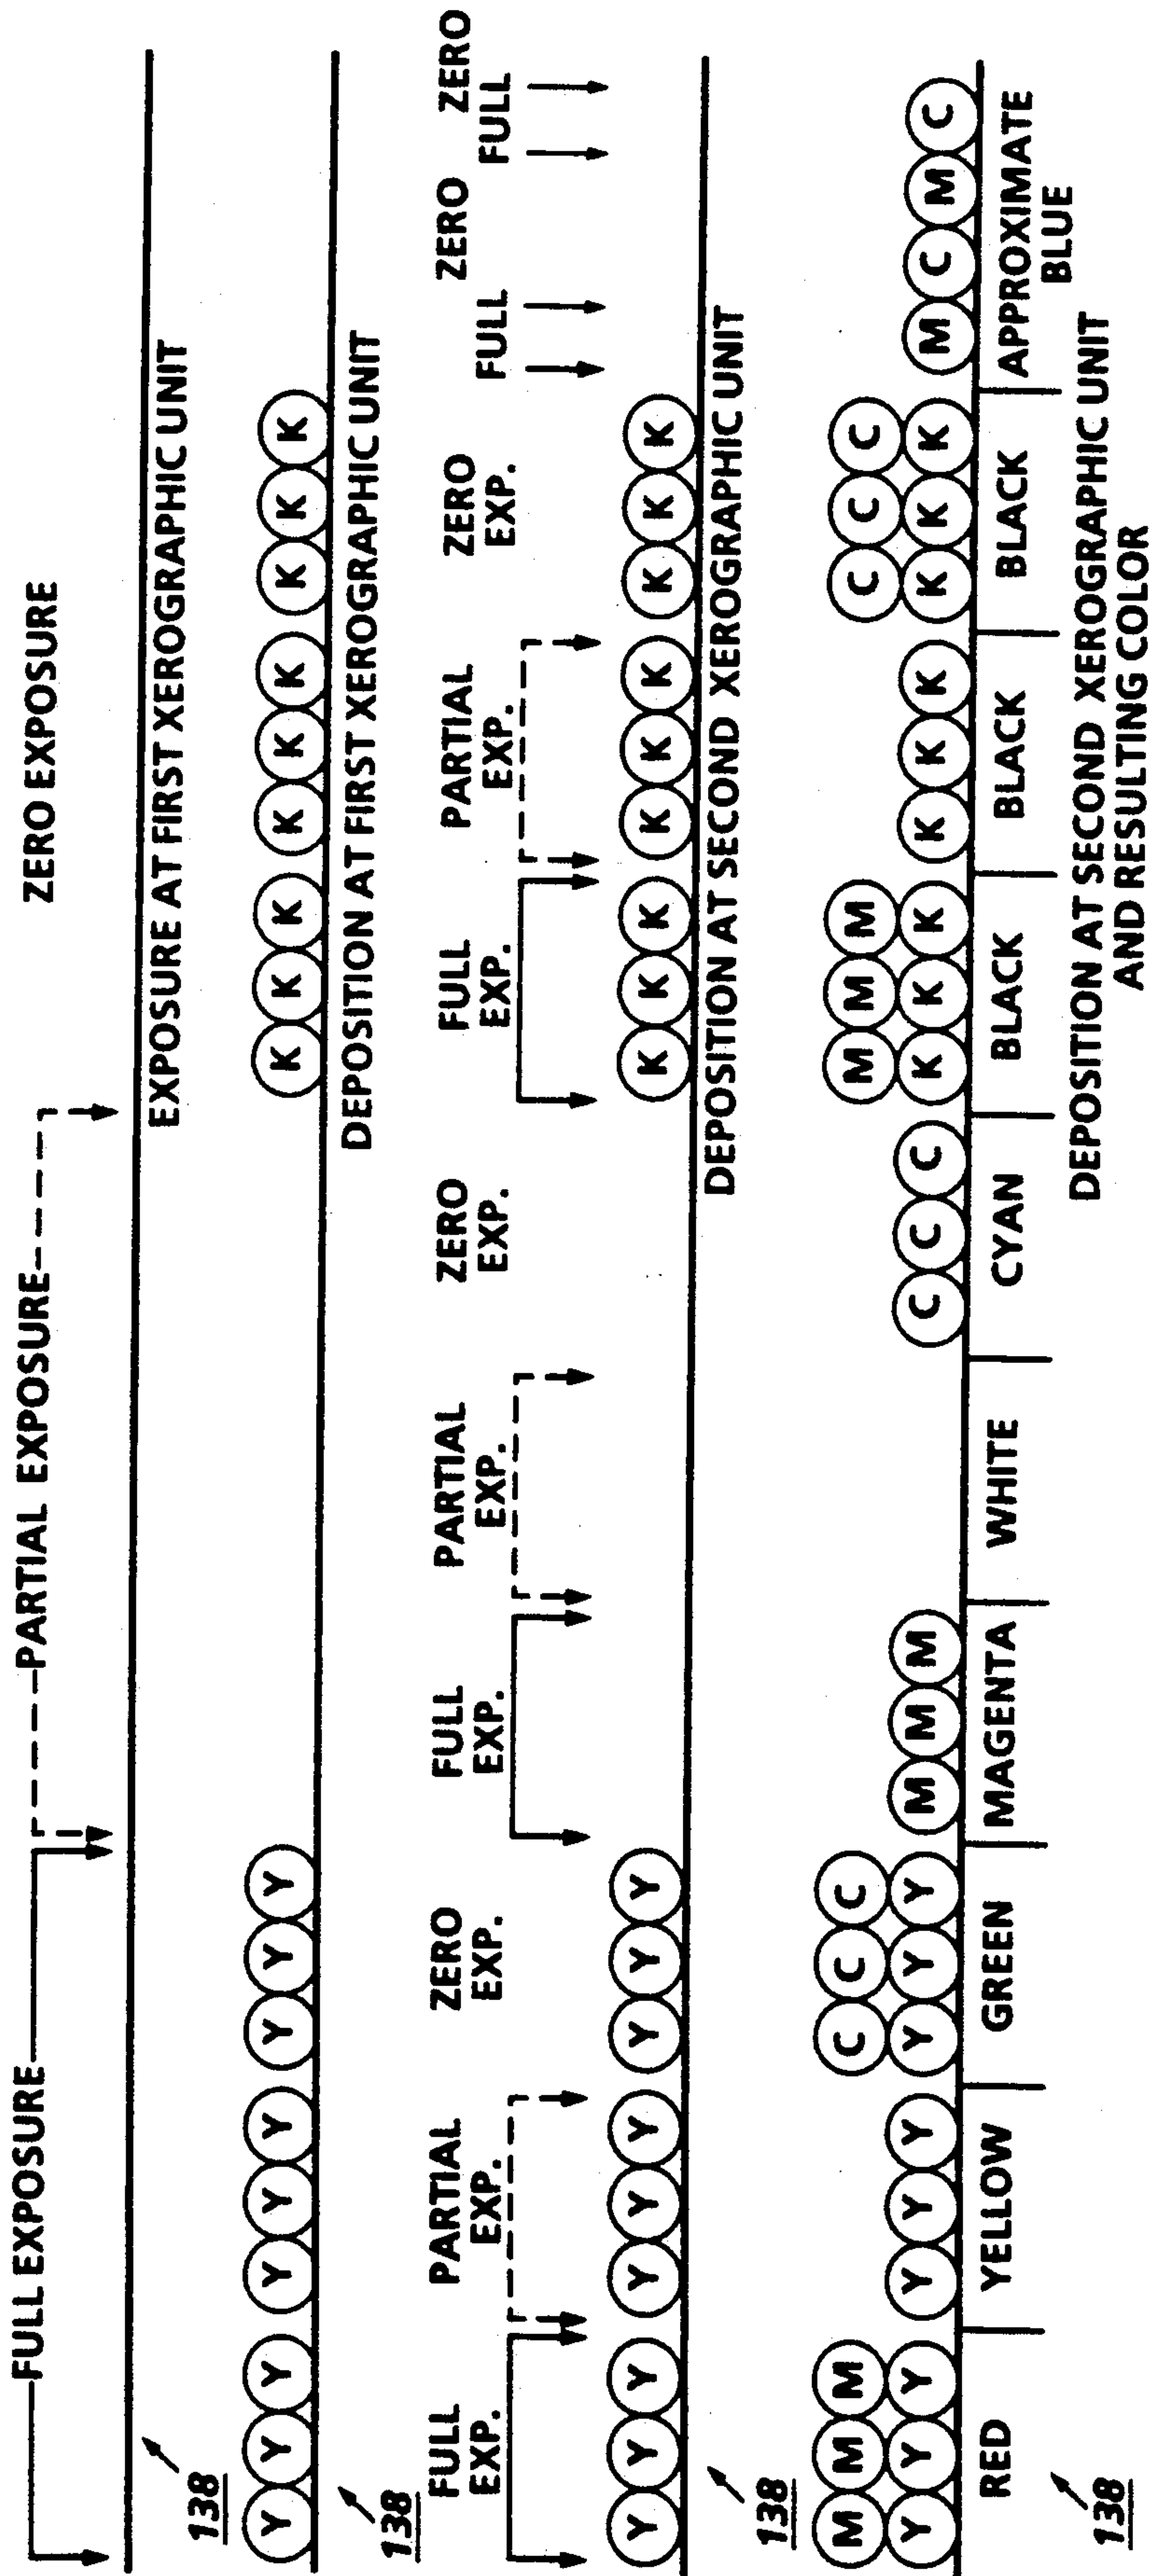 FULL EXPOSURE PARTIAL EXPOSURE ZERO EXPOSURE
138 EXPOSURE AT FIRST XEROGRAPHIC UNIT
Y Y Y Y Y Y Y Y Y K K K K K K K K K
138 DEPOSITION AT FIRST XEROGRAPHIC UNIT
FULL EXP.
PARTIAL EXP.
ZERO EXP.
FULL EXP.
PARTIAL EXP.
ZERO EXP.
FULL EXP.
PARTIAL EXP.
ZERO EXP.
FULL
ZERO
FULL
ZERO
Y Y Y Y Y Y Y Y Y K K K K K K K K K
138 DEPOSITION AT SECOND XEROGRAPHIC UNIT
M M M C C C M M M C C C
Y Y Y Y Y Y Y Y Y M M M C C C K K K K K K K K K M C M C
RED YELLOW GREEN MAGENTA WHITE CYAN BLACK BLACK BLACK APPROXIMATE
BLUE
138 DEPOSITION AT SECOND XEROGRAPHIC UNIT
AND RESULTING COLOR